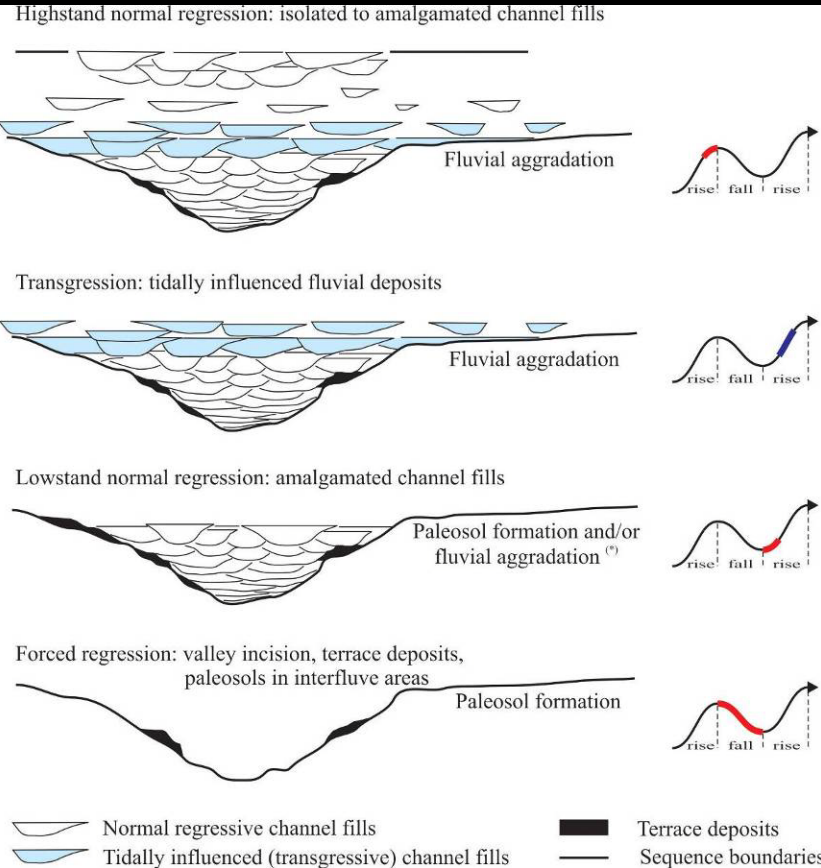 Highstand normal regression: isolated to amalgamated channel fills
Fluvial aggradation
rise fall rise
Transgression: tidally influenced fluvial deposits
Fluvial aggradation
rise fall rise
Lowstand normal regression: amalgamated channel fills
Paleosol formation and/or
fluvial aggradation (*)
rise fall rise
Forced regression: valley incision, terrace deposits,
paleosols in interfluve areas
Paleosol formation
rise fall rise
Normal regressive channel fills
Terrace deposits
Tidally influenced (transgressive) channel fills
Sequence boundaries